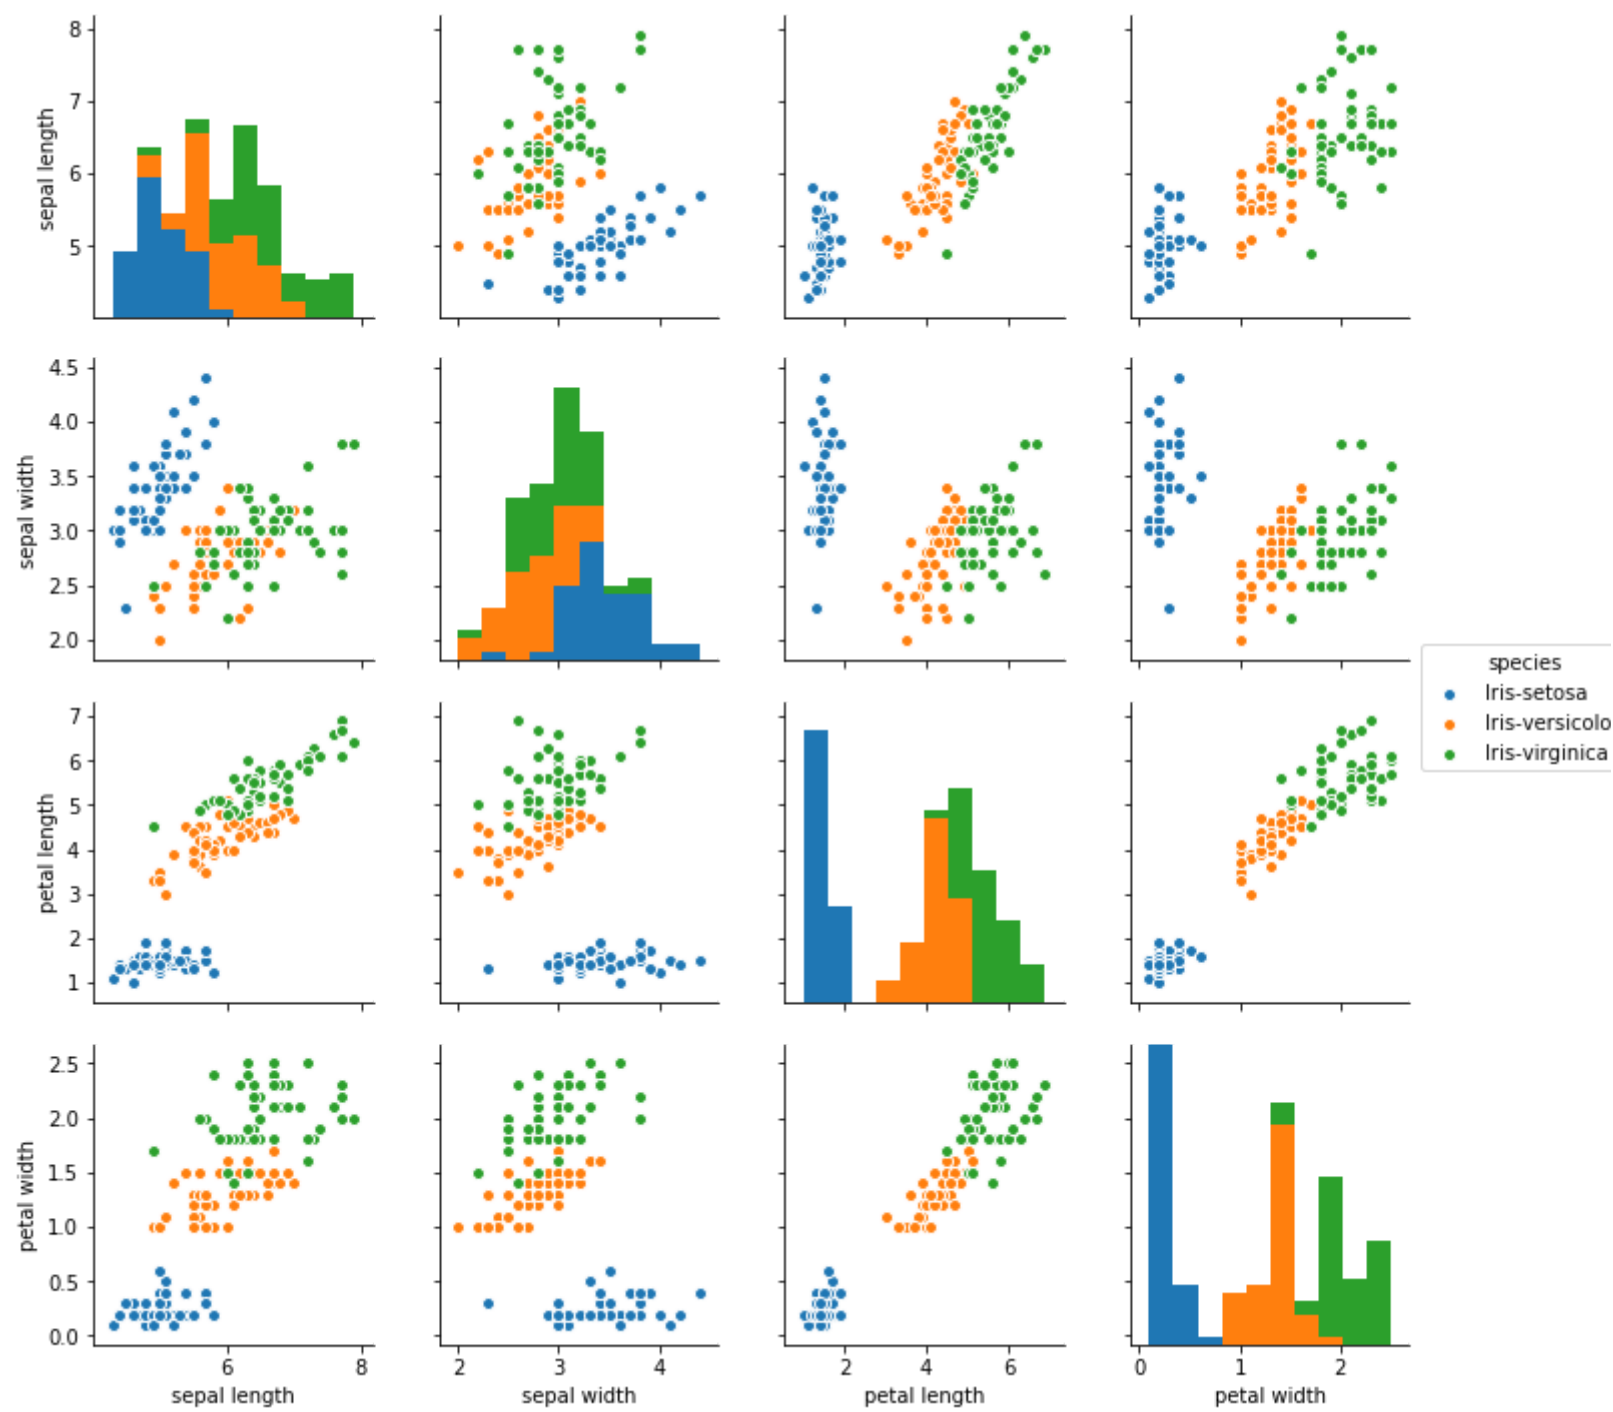 8
7
6
5
sepal length
4.5
4.0
3.5
3.0
2.5
2.0
sepal width
species
Iris-setosa
Iris-versicolo
Iris-virginica
7
6
5
4
3
2
1
petal length
2.5
2.0
1.5
1.0
0.5
0.0
petal width
6 8 2 3 4 2 4 6 0 1 2
sepal length sepal width petal length petal width